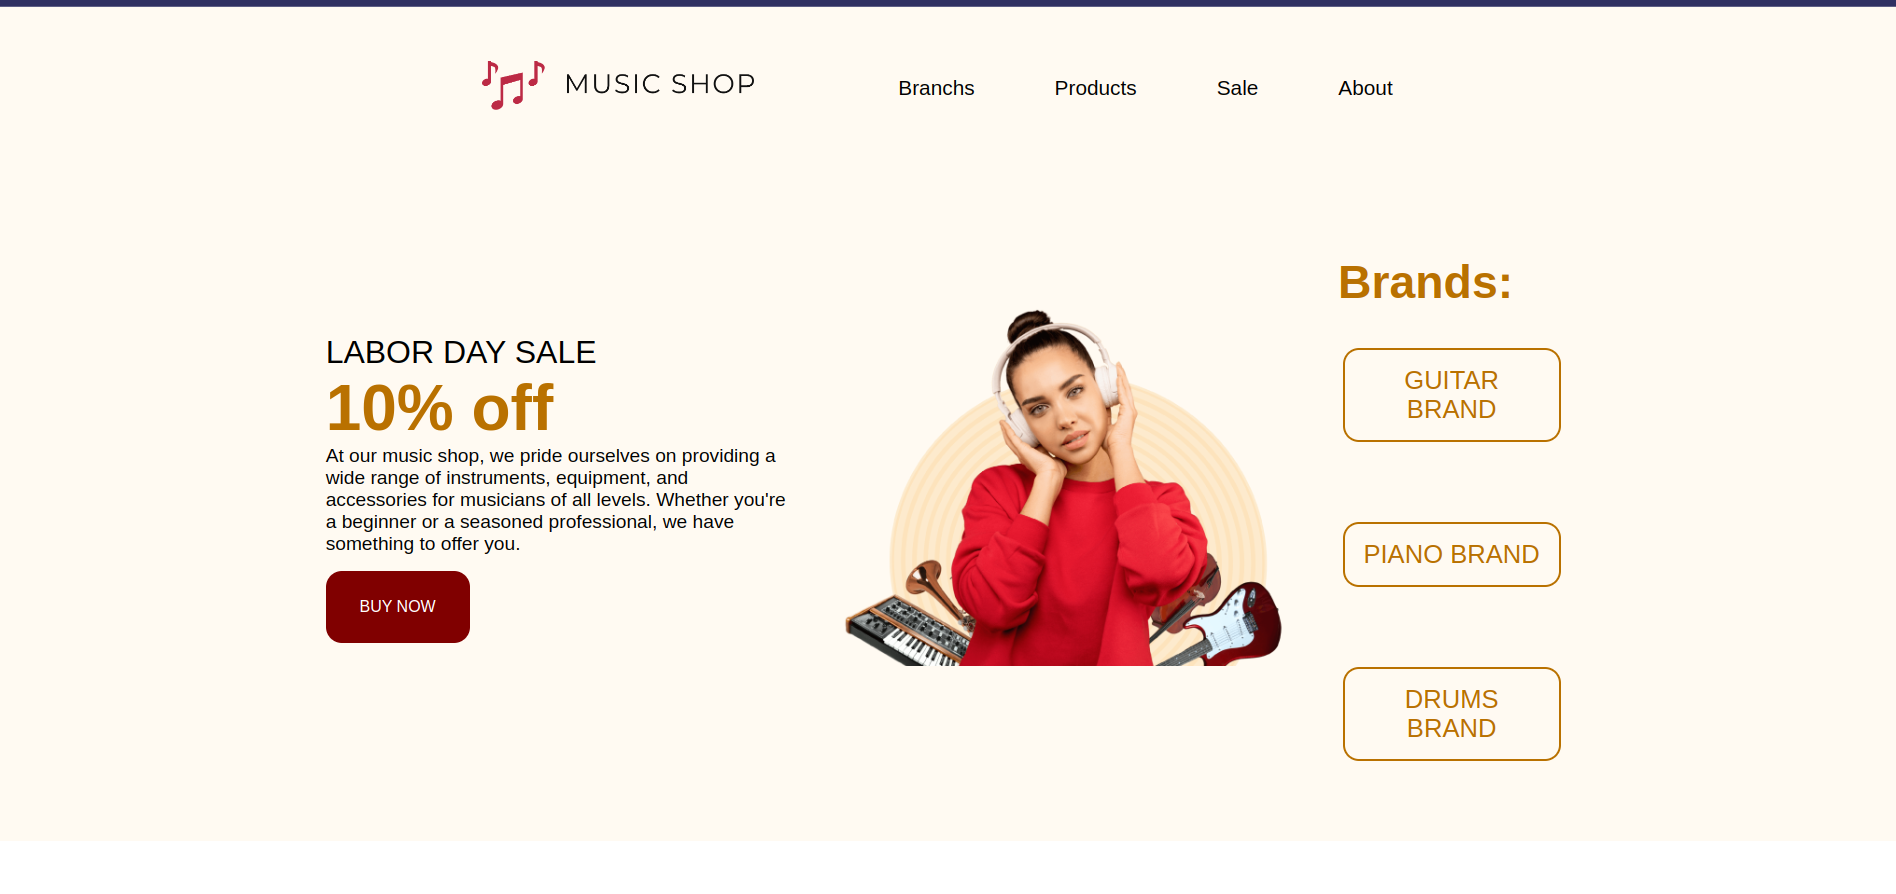 MUSIC SHOP
Branchs
Products
Sale
About
LABOR DAY SALE
10% off
At our music shop, we pride ourselves on providing a
wide range of instruments, equipment, and
accessories for musicians of all levels. Whether you're
a beginner or a seasoned professional, we have
something to offer you.
BUY NOW
Brands:
GUITAR
BRAND
PIANO BRAND
DRUMS
BRAND